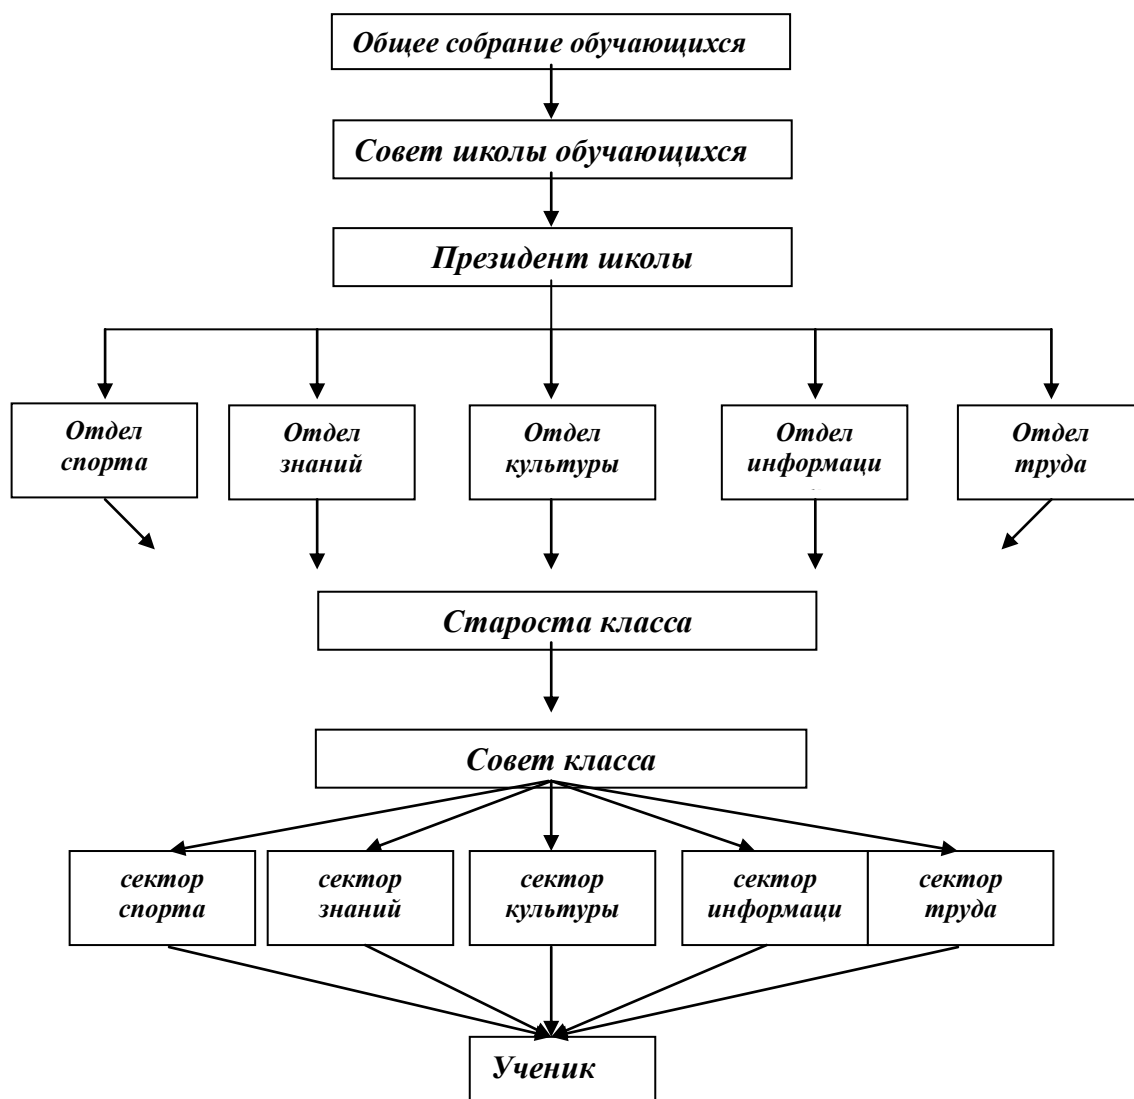 Общее собрание обучающихся
Совет школы обучающихся
Президент школы
Отдел
спорта
Отдел
знаний
Отдел
культуры
Отдел
информаци
Отдел
труда
Староста класса
Совет класса
сектор
спорта
сектор
знаний
сектор
культуры
сектор
информаци
сектор
труда
Ученик